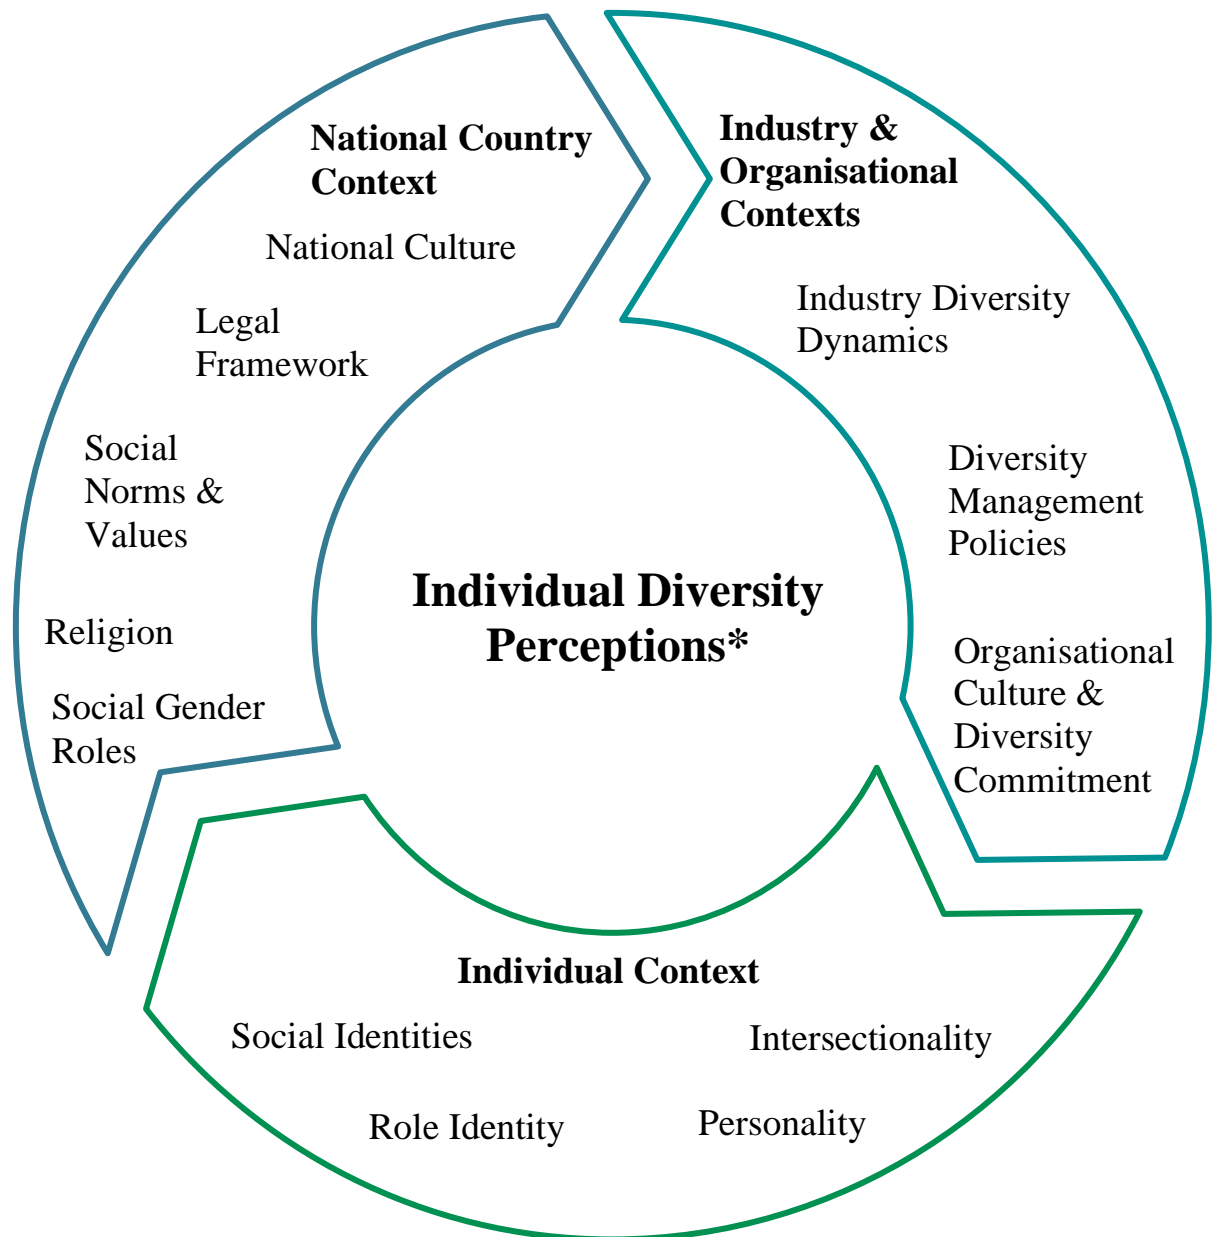 National Country
Context
National Culture
Legal
Framework
Social
Norms &
Values
Religion
Social Gender
Roles
Industry &
Organisational
Contexts
Industry Diversity
Dynamics
Diversity
Management
Policies
Organisational
Culture &
Diversity
Commitment
Individual Diversity
Perceptions*
Individual Context
Social Identities
Intersectionality
Role Identity
Personality